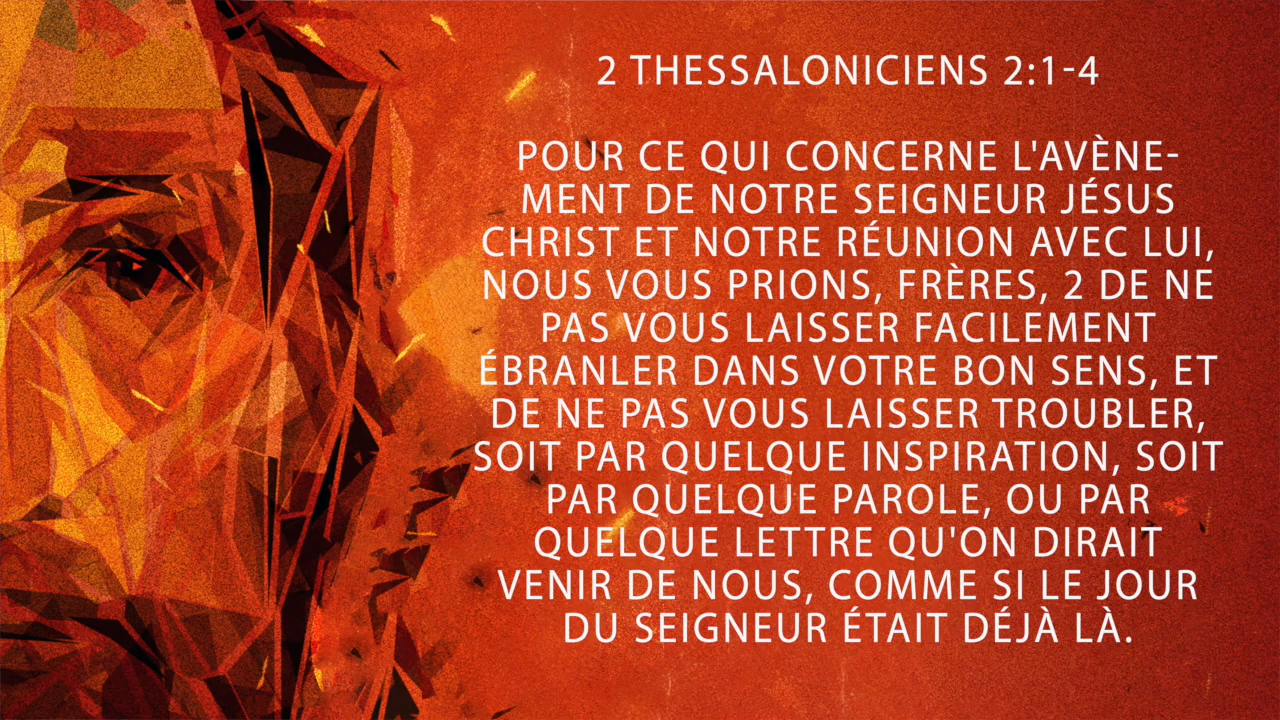 2 THESSALONICIENS 2:1-4
POUR CE QUI CONCERNE L'AVÈNE-
MENT DE NOTRE SEIGNEUR JÉSUS
CHRIST ET NOTRE RÉUNION AVEC LUI,
NOUS VOUS PRIONS, FRÈRES, 2 DE NE
PAS VOUS LAISSER FACILEMENT
ÉBRANLER DANS VOTRE BON SENS, ET
DE NE PAS VOUS LAISSER TROUBLER,
SOIT PAR QUELQUE INSPIRATION, SOIT
PAR QUELQUE PAROLE, OU PAR
QUELQUE LETTRE QU'ON DIRAIT
VENIR DE NOUS, COMME SI LE JOUR
DU SEIGNEUR ÉTAIT DÉJÀ LÀ.